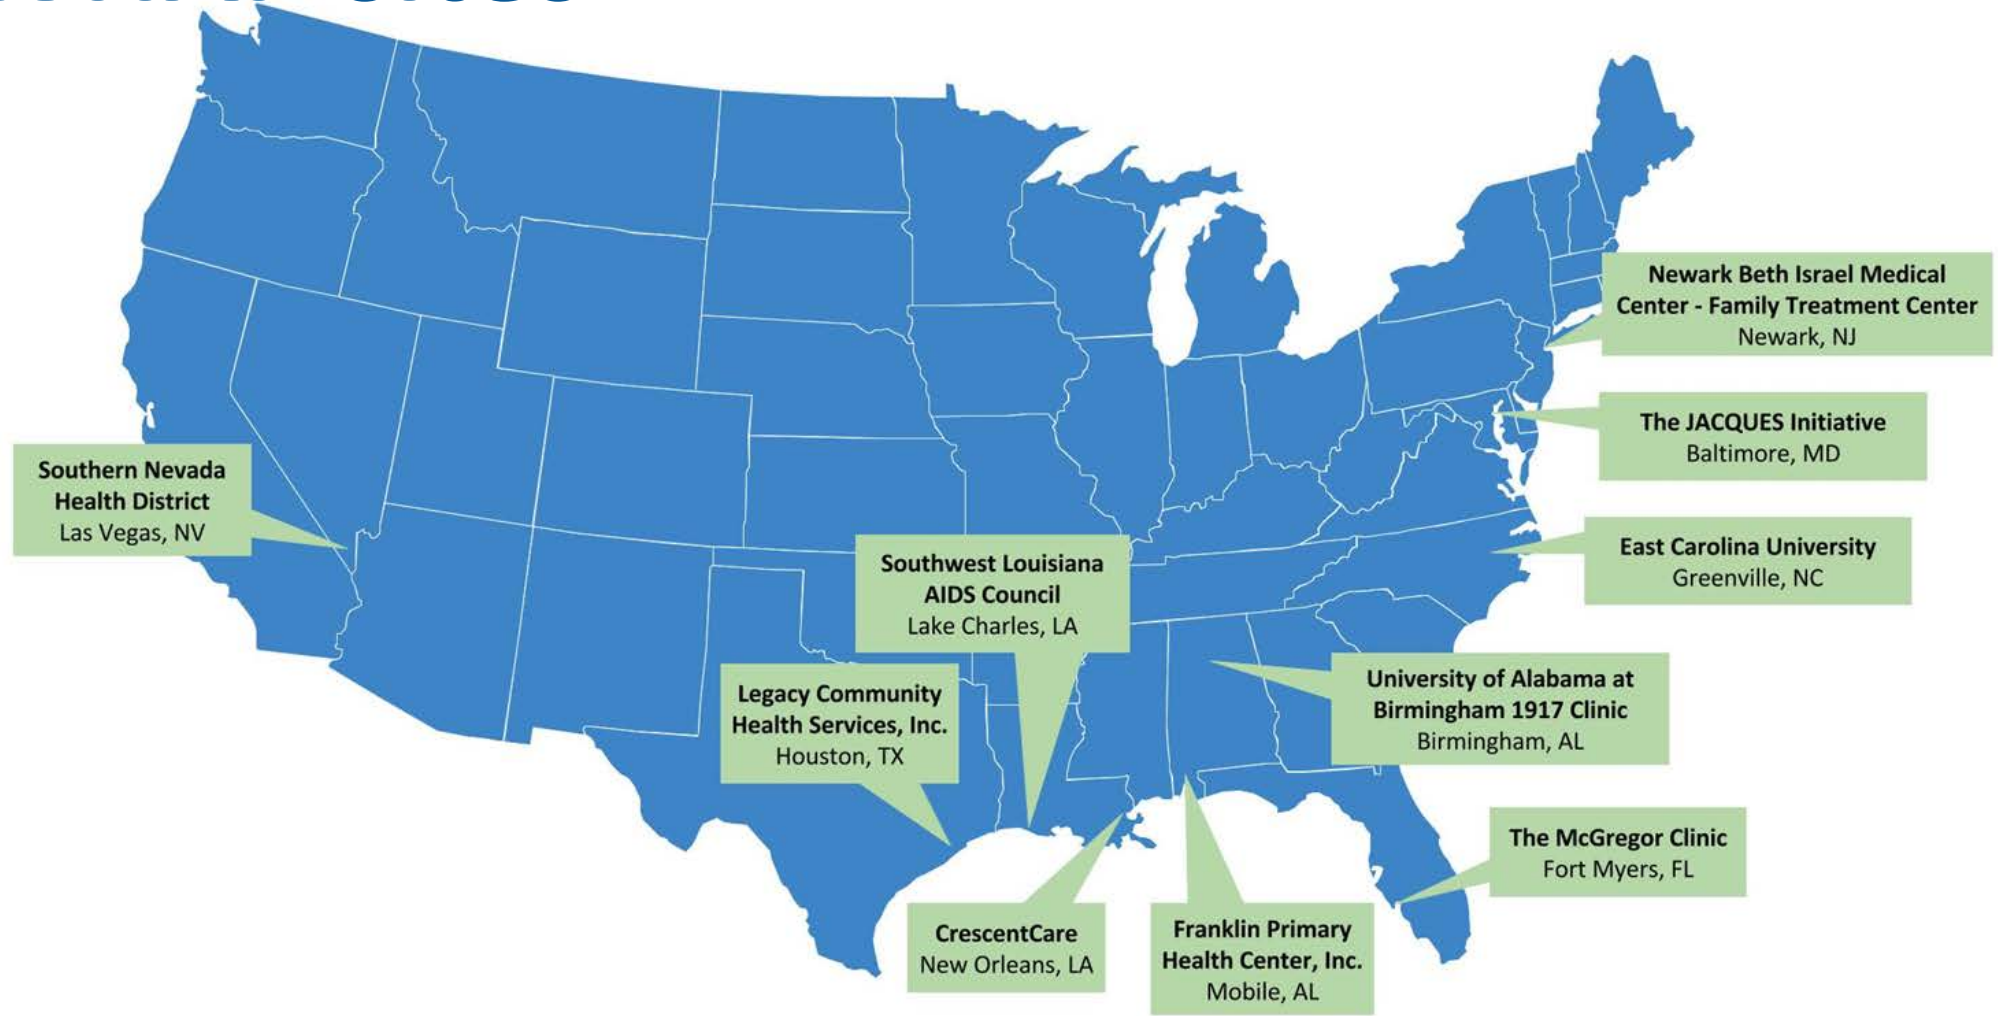 Newark Beth Israel Medical
Center - Family Treatment Center
Newark, NJ
The JACQUES Initiative
Baltimore, MD
Southern Nevada
Health District
Las Vegas, NV
East Carolina University
Greenville, NC
Southwest Louisiana
AIDS Council
Lake Charles, LA
Legacy Community
Health Services, Inc.
Houston, TX
University of Alabama at
Birmingham 1917 Clinic
Birmingham, AL
The McGregor Clinic
Fort Myers, FL
CrescentCare
New Orleans, LA
Franklin Primary
Health Center, Inc.
Mobile, AL